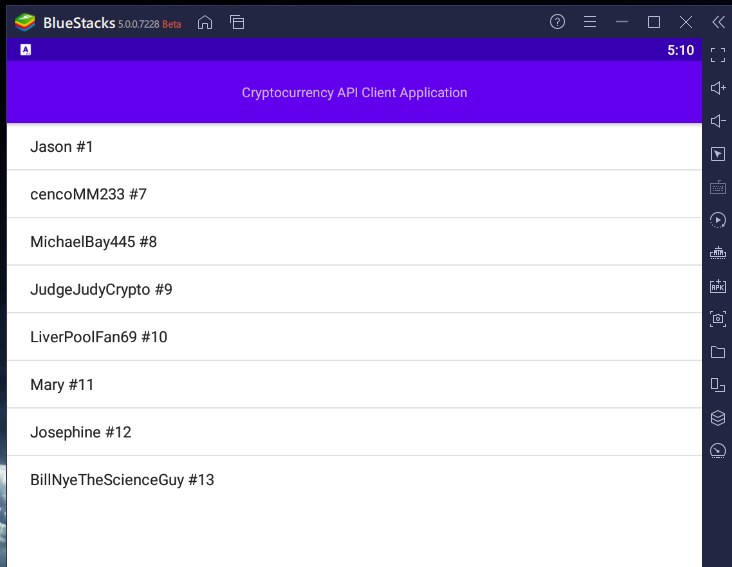 BlueStacks 5.0.0.7228 Beta
5:10
Cryptocurrency API Client Application
Jason #1
cencoMM233 #7
MichaelBay445 #8
JudgeJudyCrypto #9
LiverPoolFan69 #10
Mary #11
Josephine #12
BillNyeTheScienceGuy #13